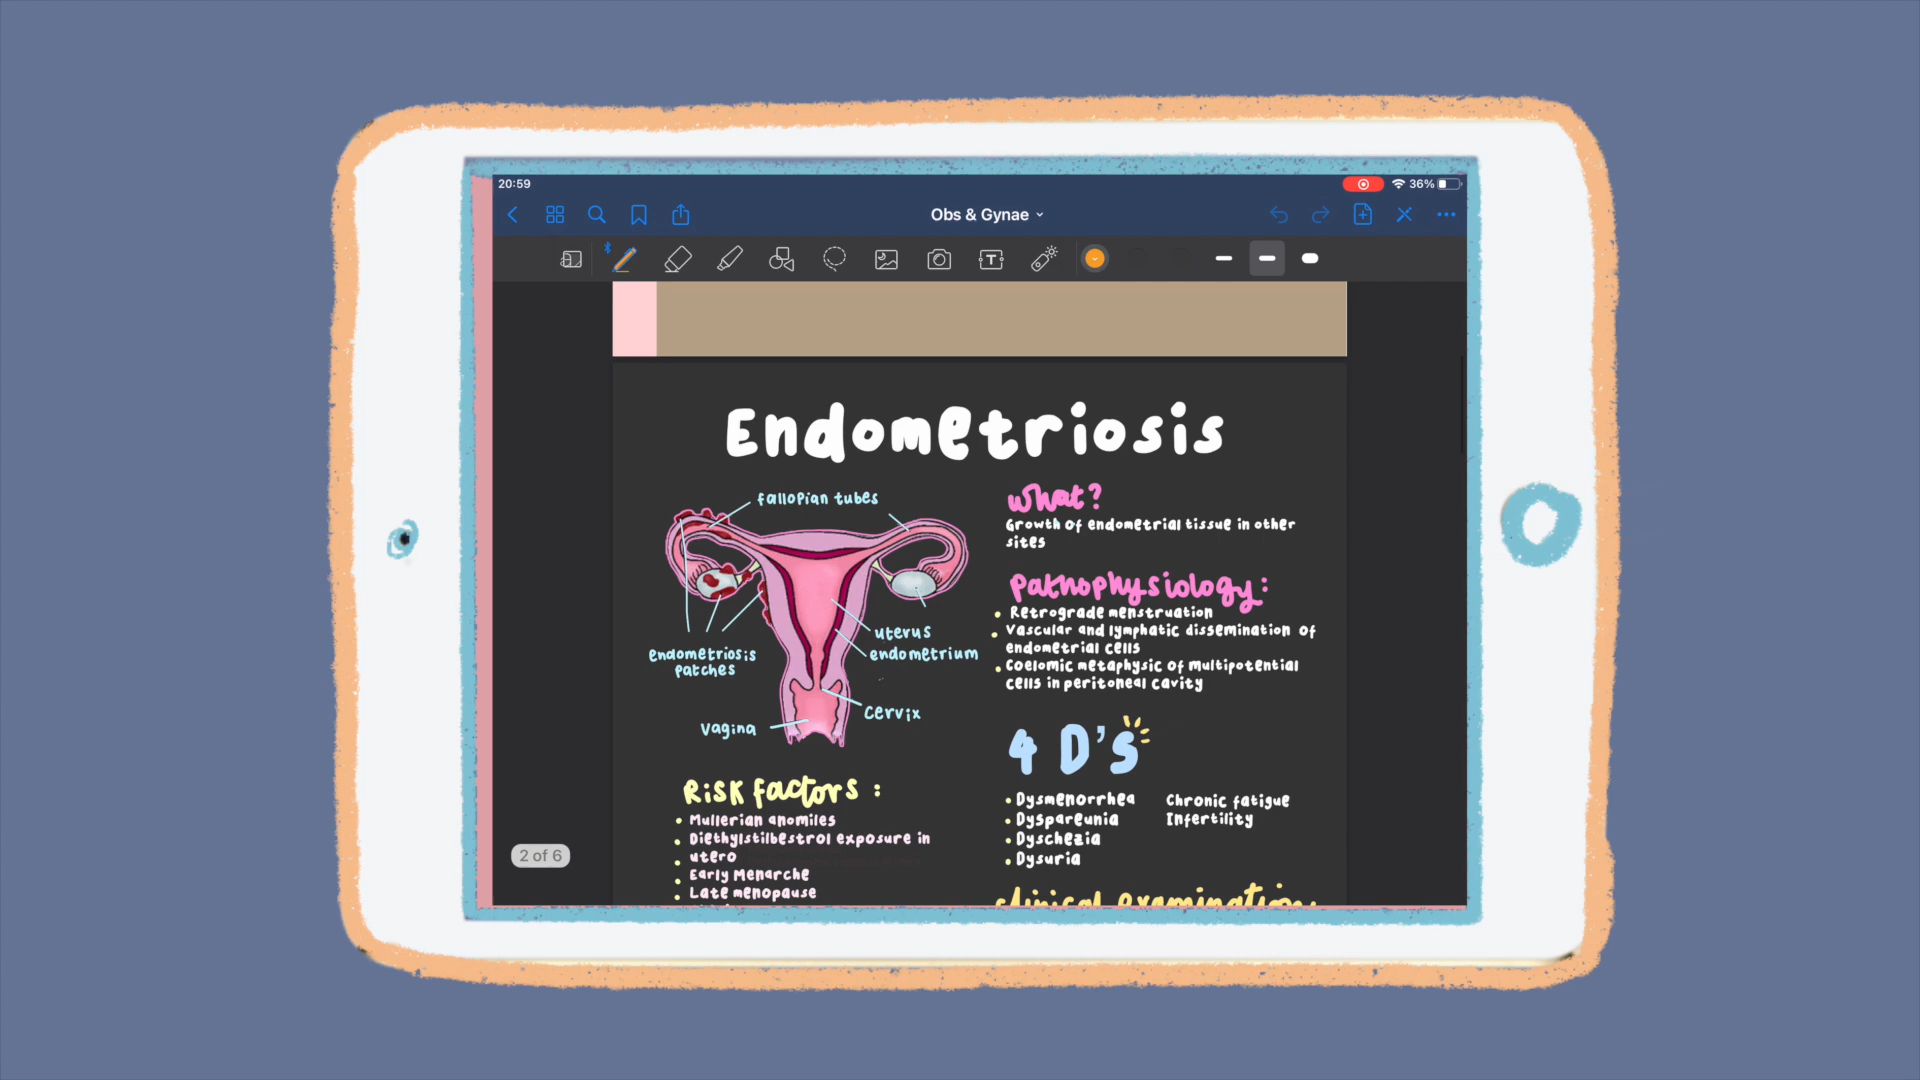 20:59
36%
Obs & Gynae
Endometriosis
fallopian tubes
endometriosis
patches
uterus
endometrium
cervix
vagina
Risk factors :
• Mullerian anomiles
• Diethylstilbestrol exposure in
• utero
• Early Menarche
• Late menopause
What?
Growth of endometrial tissue in other
sites
Pathophysiology:
• Retrograde menstruation
• Vascular and lymphatic dissemination of
endometrial cells
• Coelomic metaphysic of multipotential
cells in peritoneal cavity
4 D's
• Dysmenorrhea
• Dyspareunia
• Dyschezia
• Dysuria
Chronic fatigue
Infertility
clinical examination:
2 of 6